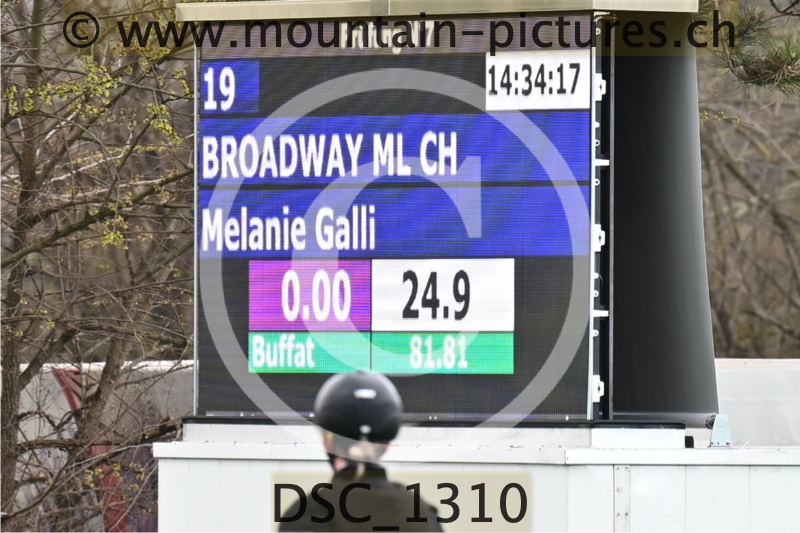 © www.mountain-pictures.ch
19
14:34:17
BROADWAY ML CH
Melanie Galli
0.00 24.9
Buffat 81.81
C
DSC_1310